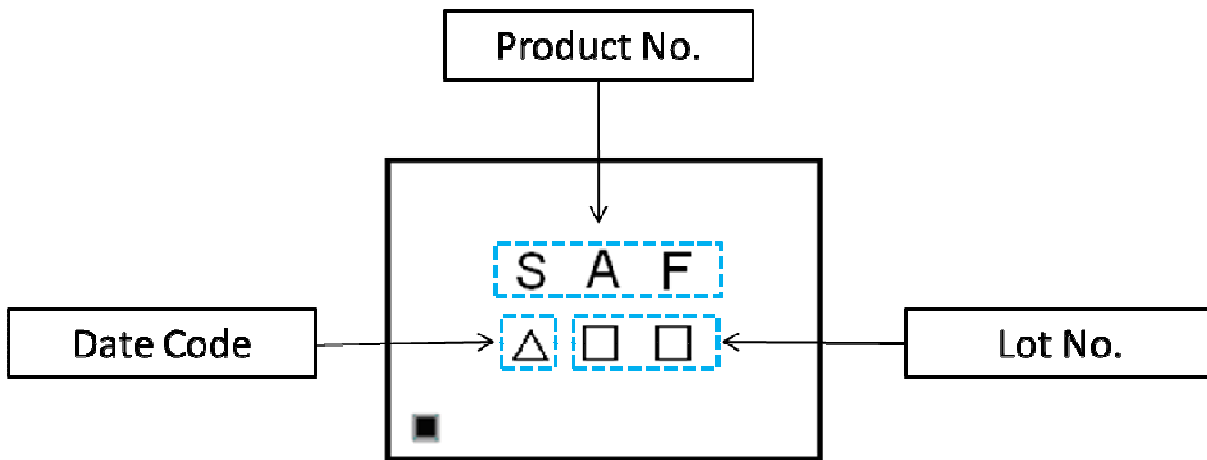 Product No.
S A F
Date Code
△ □ □
Lot No.